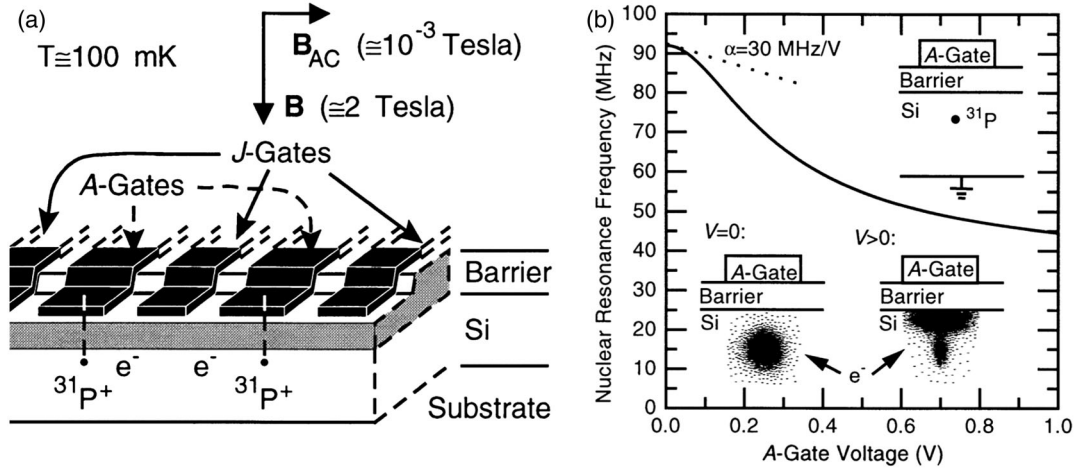 (a)
T≅100 mK
B_AC (≅10⁻³ Tesla)
B (≅2 Tesla)
J-Gates
A-Gates
Barrier
Si
e⁻ e⁻
³¹P⁺ ³¹P⁺
Substrate
(b)
Nuclear Resonance Frequency (MHz)
100
90
80
70
60
50
40
30
20
10
0
α=30 MHz/V
A-Gate
Barrier
Si
³¹P
V=0:
A-Gate
Barrier
Si
V>0:
A-Gate
Barrier
Si
e⁻
0.0 0.2 0.4 0.6 0.8 1.0
A-Gate Voltage (V)